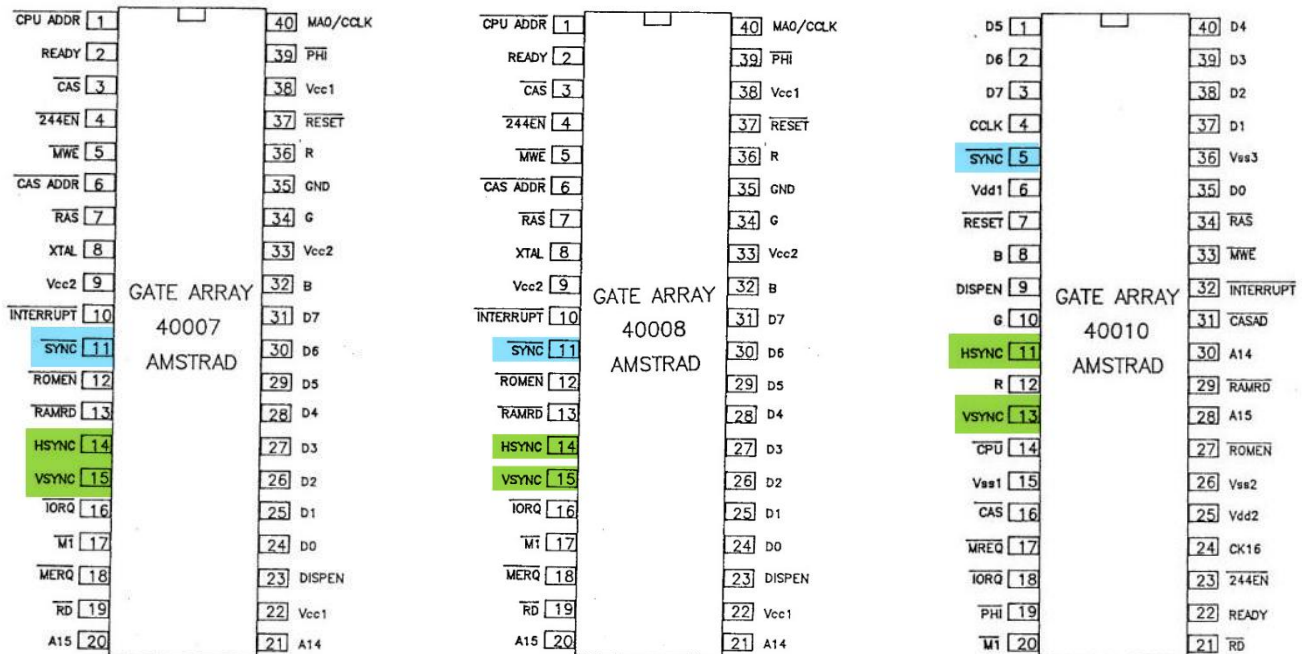 CPU ADDR 1
READY 2
CAS 3
244EN 4
MWE 5
CAS ADDR 6
RAS 7
XTAL 8
Vcc2 9
INTERRUPT 10
SYNC 11
ROMEN 12
RAMRD 13
HSYNC 14
VSYNC 15
IORQ 16
M1 17
MERQ 18
RD 19
A15 20
GATE ARRAY
40007
AMSTRAD
40 MA0/CCLK
39 PHI
38 Vcc1
37 RESET
36 R
35 GND
34 G
33 Vcc2
32 B
31 D7
30 D6
29 D5
28 D4
27 D3
26 D2
25 D1
24 D0
23 DISPEN
22 Vcc1
21 A14
CPU ADDR 1
READY 2
CAS 3
244EN 4
MWE 5
CAS ADDR 6
RAS 7
XTAL 8
Vcc2 9
INTERRUPT 10
SYNC 11
ROMEN 12
RAMRD 13
HSYNC 14
VSYNC 15
IORQ 16
M1 17
MERQ 18
RD 19
A15 20
GATE ARRAY
40008
AMSTRAD
40 MA0/CCLK
39 PHI
38 Vcc1
37 RESET
36 R
35 GND
34 G
33 Vcc2
32 B
31 D7
30 D6
29 D5
28 D4
27 D3
26 D2
25 D1
24 D0
23 DISPEN
22 Vcc1
21 A14
D5 1
D6 2
D7 3
CCLK 4
SYNC 5
Vdd1 6
RESET 7
B 8
DISPEN 9
G 10
HSYNC 11
R 12
VSYNC 13
CPU 14
Vss1 15
CAS 16
MREQ 17
IORQ 18
PHI 19
M1 20
GATE ARRAY
40010
AMSTRAD
40 D4
39 D3
38 D2
37 D1
36 Vss3
35 D0
34 RAS
33 MWE
32 INTERRUPT
31 CASAD
30 A14
29 RAMRD
28 A15
27 ROMEN
26 Vss2
25 Vdd2
24 CK16
23 244EN
22 READY
21 RD